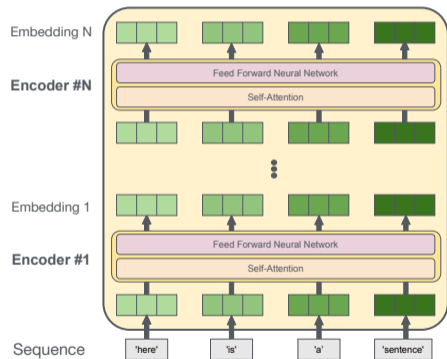 Embedding N
Feed Forward Neural Network
Encoder #N
Self-Attention
Embedding 1
Feed Forward Neural Network
Encoder #1
Self-Attention
Sequence 'here' 'is' 'a' 'sentence'